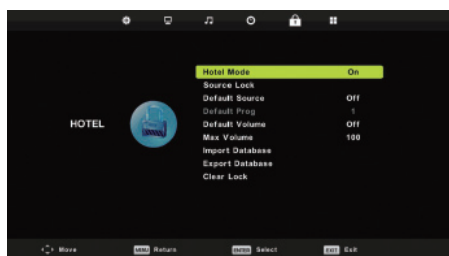 Hotel Mode On
Source Lock
Default Source Off
Default Prog 1
HOTEL
Default Volume Off
Max Volume 100
Import Database
Export Database
Clear Lock
Move MENU Return ENTER Select EXIT Exit